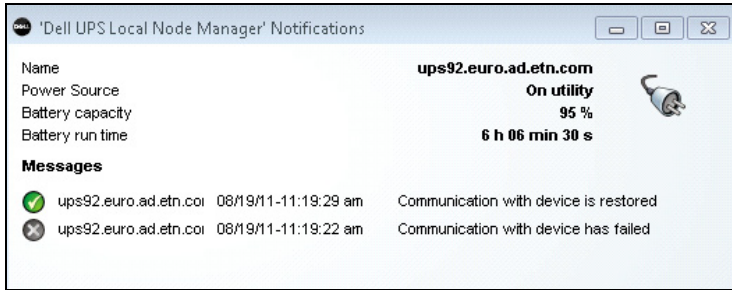 'Dell UPS Local Node Manager' Notifications
Name ups92.euro.ad.etn.com
Power Source On utility
Battery capacity 95 %
Battery run time 6 h 06 min 30 s
Messages
ups92.euro.ad.etn.coı 08/19/11-11:19:29 am Communication with device is restored
ups92.euro.ad.etn.coı 08/19/11-11:19:22 am Communication with device has failed